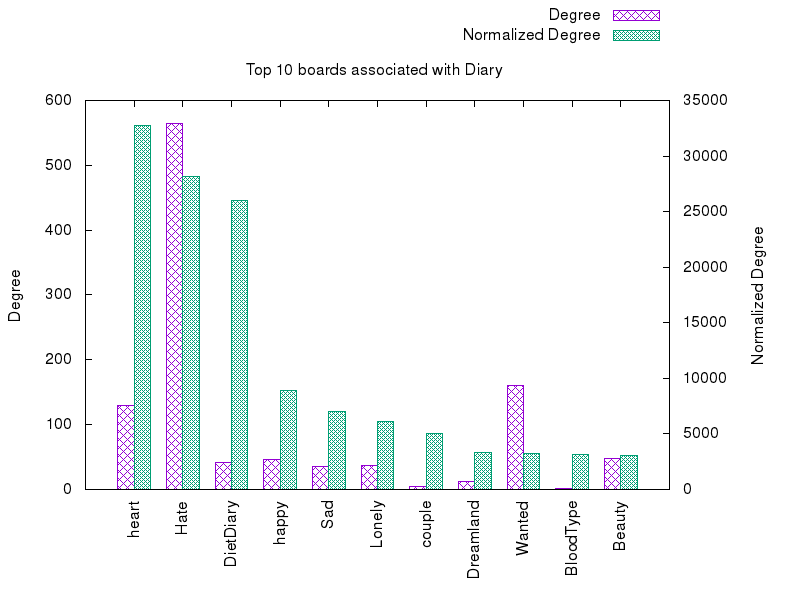 Degree
Normalized Degree
Top 10 boards associated with Diary
600
500
400
300
200
100
0
35000
30000
25000
20000
15000
10000
5000
0
Degree
Normalized Degree
heart
Hate
DietDiary
happy
Sad
Lonely
couple
Dreamland
Wanted
BloodType
Beauty